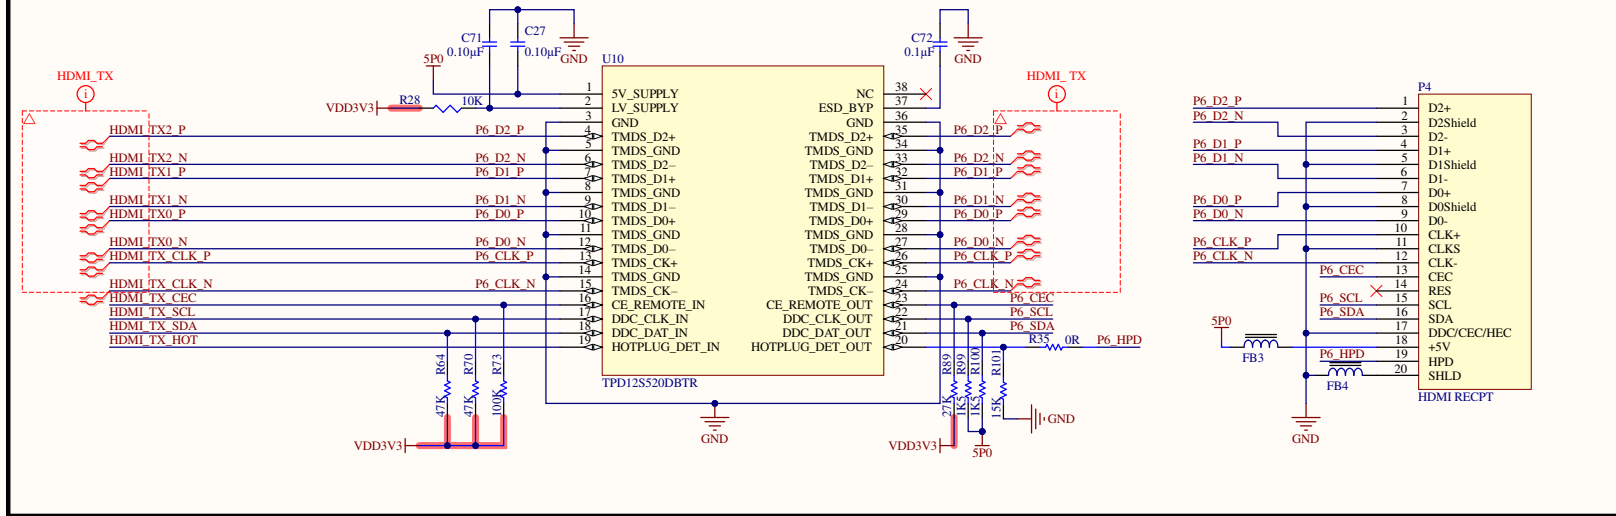 C71
0.10µF
C27
0.10µF
GND
5P0
VDD3V3
R28
10K
HDMI_TX
i
HDMI_TX2_P
HDMI_TX2_N
HDMI_TX1_P
HDMI_TX1_N
HDMI_TX0_P
HDMI_TX0_N
HDMI_TX_CLK_P
HDMI_TX_CLK_N
HDMI_TX_CEC
HDMI_TX_SCL
HDMI_TX_SDA
HDMI_TX_HOT
P6_D2_P
P6_D2_N
P6_D1_P
P6_D1_N
P6_D0_P
P6_D0_N
P6_CLK_P
P6_CLK_N
R64
47K
R70
47K
R73
100K
VDD3V3
U10
1 5V_SUPPLY
2 LV_SUPPLY
3 GND
4 TMDS_D2+
5 TMDS_GND
6 TMDS_D2–
7 TMDS_D1+
8 TMDS_GND
9 TMDS_D1–
10 TMDS_D0+
11 TMDS_GND
12 TMDS_D0–
13 TMDS_CK+
14 TMDS_GND
15 TMDS_CK–
16 CE_REMOTE_IN
17 DDC_CLK_IN
18 DDC_DAT_IN
19 HOTPLUG_DET_IN
NC 38
ESD_BYP 37
GND 36
TMDS_D2+ 35
TMDS_GND 34
TMDS_D2– 33
TMDS_D1+ 32
TMDS_GND 31
TMDS_D1– 30
TMDS_D0+ 29
TMDS_GND 28
TMDS_D0– 27
TMDS_CK+ 26
TMDS_GND 25
TMDS_CK– 24
CE_REMOTE_OUT 23
DDC_CLK_OUT 22
DDC_DAT_OUT 21
HOTPLUG_DET_OUT 20
TPD12S520DBTR
GND
C72
0.1µF
GND
HDMI_TX
i
P6_D2_P
P6_D2_N
P6_D1_P
P6_D1_N
P6_D0_P
P6_D0_N
P6_CLK_P
P6_CLK_N
P6_CEC
P6_SCL
P6_SDA
R35
0R
P6_HPD
R89
27K
R99
1K5
R100
1K5
R101
15K
GND
VDD3V3
5P0
P6_D2_P
P6_D2_N
P6_D1_P
P6_D1_N
P6_D0_P
P6_D0_N
P6_CLK_P
P6_CLK_N
P6_CEC
P6_SCL
P6_SDA
5P0
FB3
P6_HPD
FB4
GND
P4
1 D2+
2 D2Shield
3 D2-
4 D1+
5 D1Shield
6 D1-
7 D0+
8 D0Shield
9 D0-
10 CLK+
11 CLKS
12 CLK-
13 CEC
14 RES
15 SCL
16 SDA
17 DDC/CEC/HEC
18 +5V
19 HPD
20 SHLD
HDMI RECPT